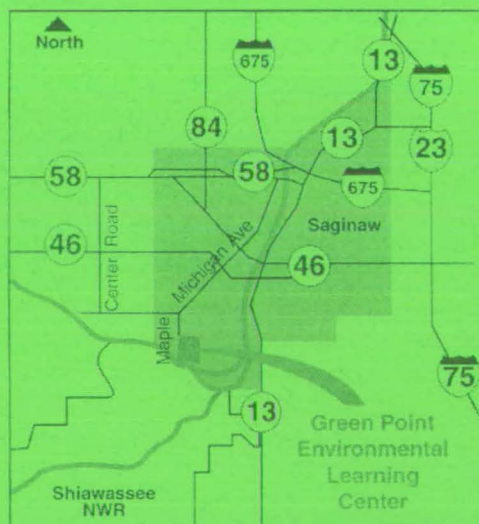 North
675
13
75
84
13
23
58
58
675
Saginaw
46
Center Road
Michigan Ave
46
Maple
75
13
Green Point
Environmental
Learning
Center
Shiawassee
NWR